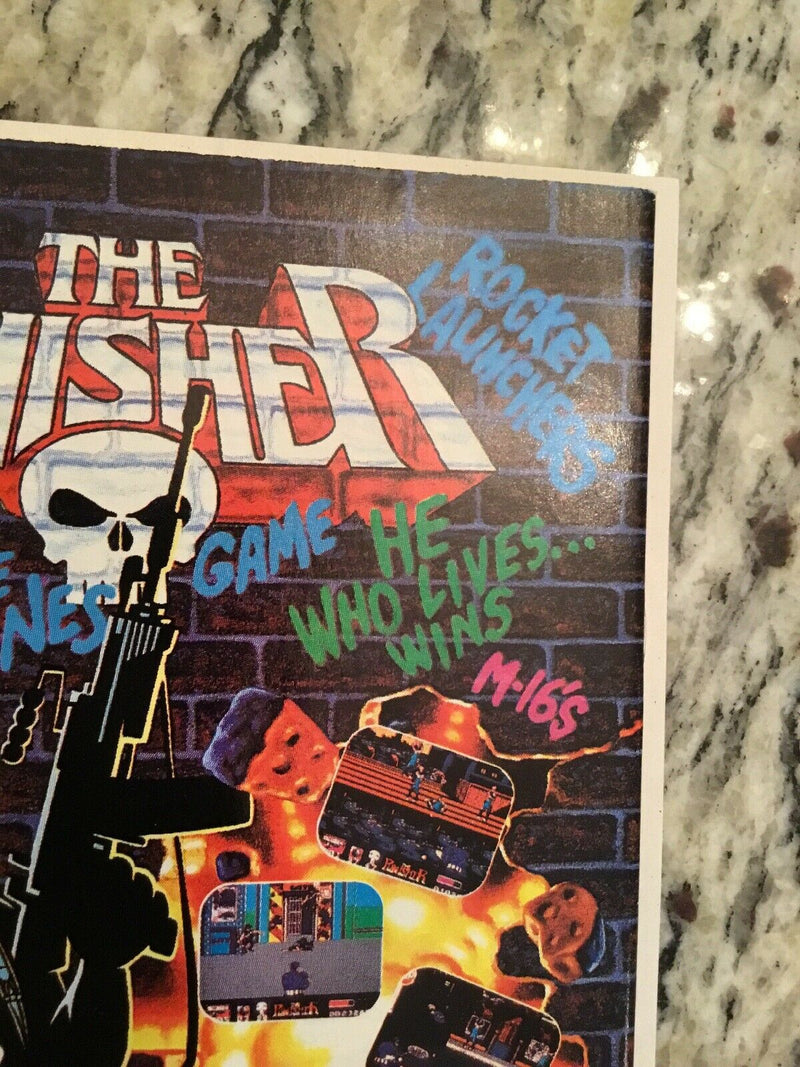 THE
ISHER
ROCKET
LAUNCHERS
GAME
NES
HE
WHO LIVES...
WINS
M-16'S